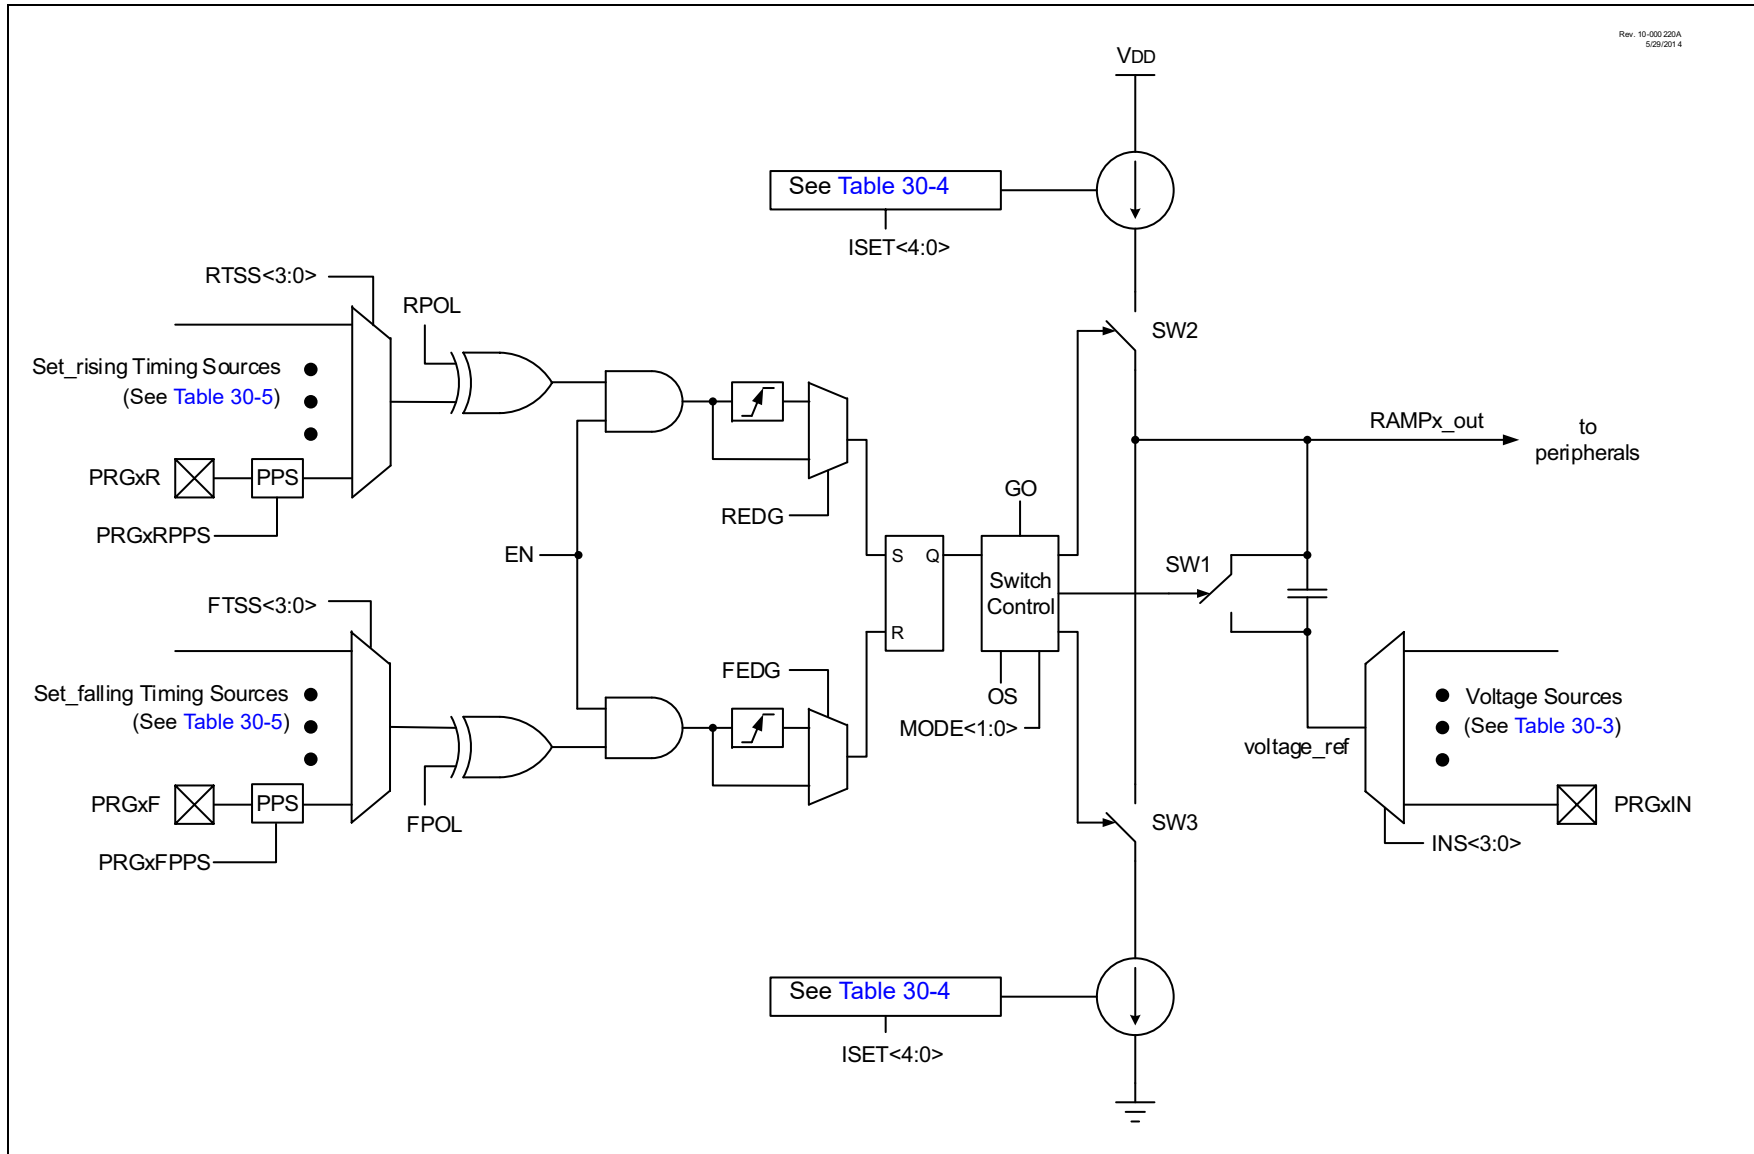 Rev. 10-000 220A
5/29/2014
VDD
See Table 30-4
ISET<4:0>
RTSS<3:0>
RPOL
SW2
Set_rising Timing Sources
(See Table 30-5)
RAMPx_out
to
peripherals
PRGxR
PPS
REDG
GO
PRGxRPPS
EN
S
Q
SW1
Switch
Control
FTSS<3:0>
R
FEDG
OS
MODE<1:0>
Set_falling Timing Sources
(See Table 30-5)
Voltage Sources
(See Table 30-3)
voltage_ref
PRGxF
PPS
PRGxIN
FPOL
SW3
INS<3:0>
PRGxFPPS
See Table 30-4
ISET<4:0>